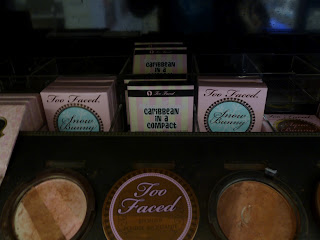 CARIBBEAN
IN A
Too Faced
Too Faced.
Snow
Bunny
CARIBBEAN
IN A
COMPACT
Too Faced.
Snow
Bunny
Too
Faced